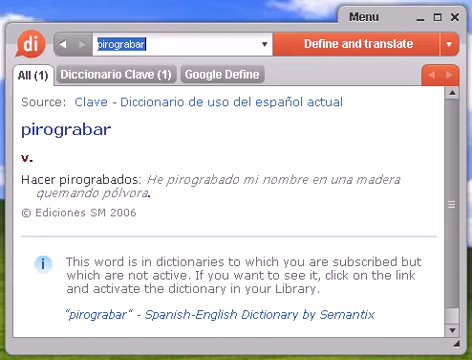 Menu
di
pirograbar
Define and translate
All (1)
Diccionario Clave (1)
Google Define
Source: Clave - Diccionario de uso del español actual
pirograbar
v.
Hacer pirograbados: He pirograbado mi nombre en una madera
quemando pólvora.
© Ediciones SM 2006
i
This word is in dictionaries to which you are subscribed but
which are not active. If you want to see it, click on the link
and activate the dictionary in your Library.
"pirograbar" - Spanish-English Dictionary by Semantix